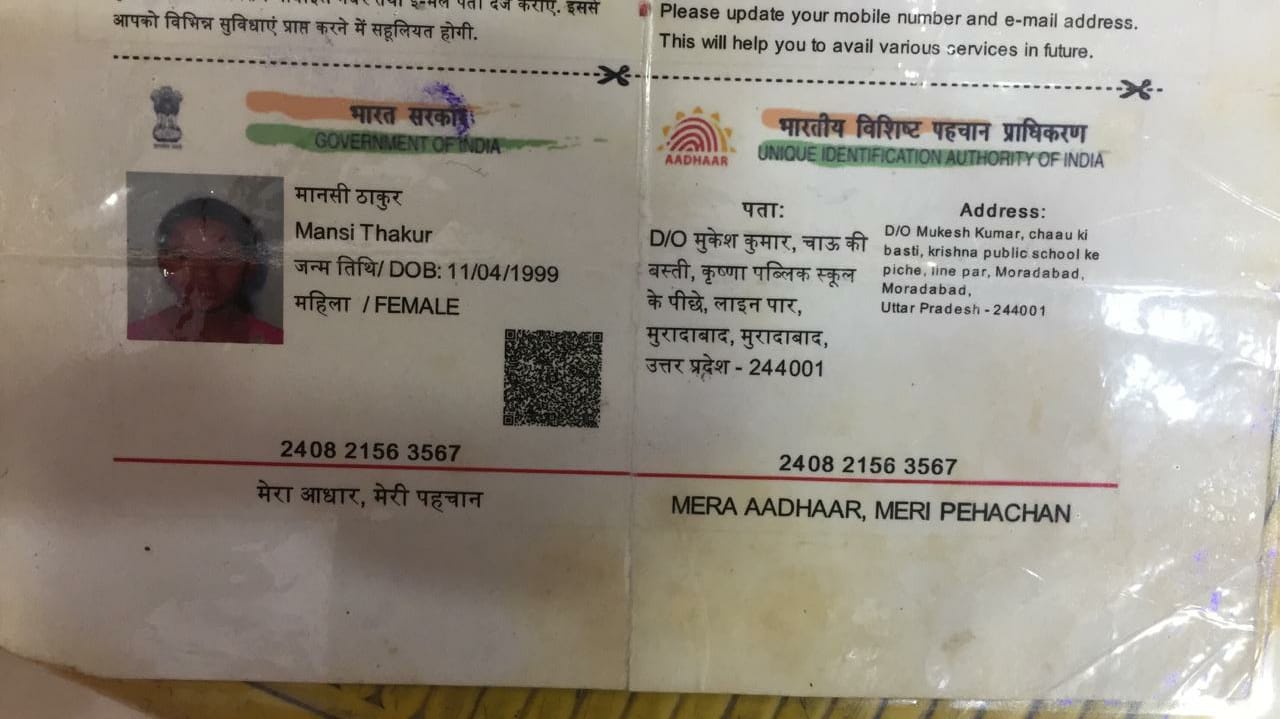 आपको विभिन्न सुविधाएं प्राप्त करने में सहूलियत होगी.
Please update your mobile number and e-mail address.
This will help you to avail various services in future.
भारत सरकार
GOVERNMENT OF INDIA
मानसी ठाकुर
Mansi Thakur
जन्म तिथि/ DOB: 11/04/1999
महिला / FEMALE
2408 2156 3567
मेरा आधार, मेरी पहचान
AADHAAR
भारतीय विशिष्ट पहचान प्राधिकरण
UNIQUE IDENTIFICATION AUTHORITY OF INDIA
पता:
D/O मुकेश कुमार, चाऊ की
बस्ती, कृष्णा पब्लिक स्कूल
के पीछे, लाइन पार,
मुरादाबाद, मुरादाबाद,
उत्तर प्रदेश - 244001
Address:
D/O Mukesh Kumar, chaau ki
basti, krishna public school ke
piche, line par, Moradabad,
Moradabad,
Uttar Pradesh - 244001
2408 2156 3567
MERA AADHAAR, MERI PEHACHAN